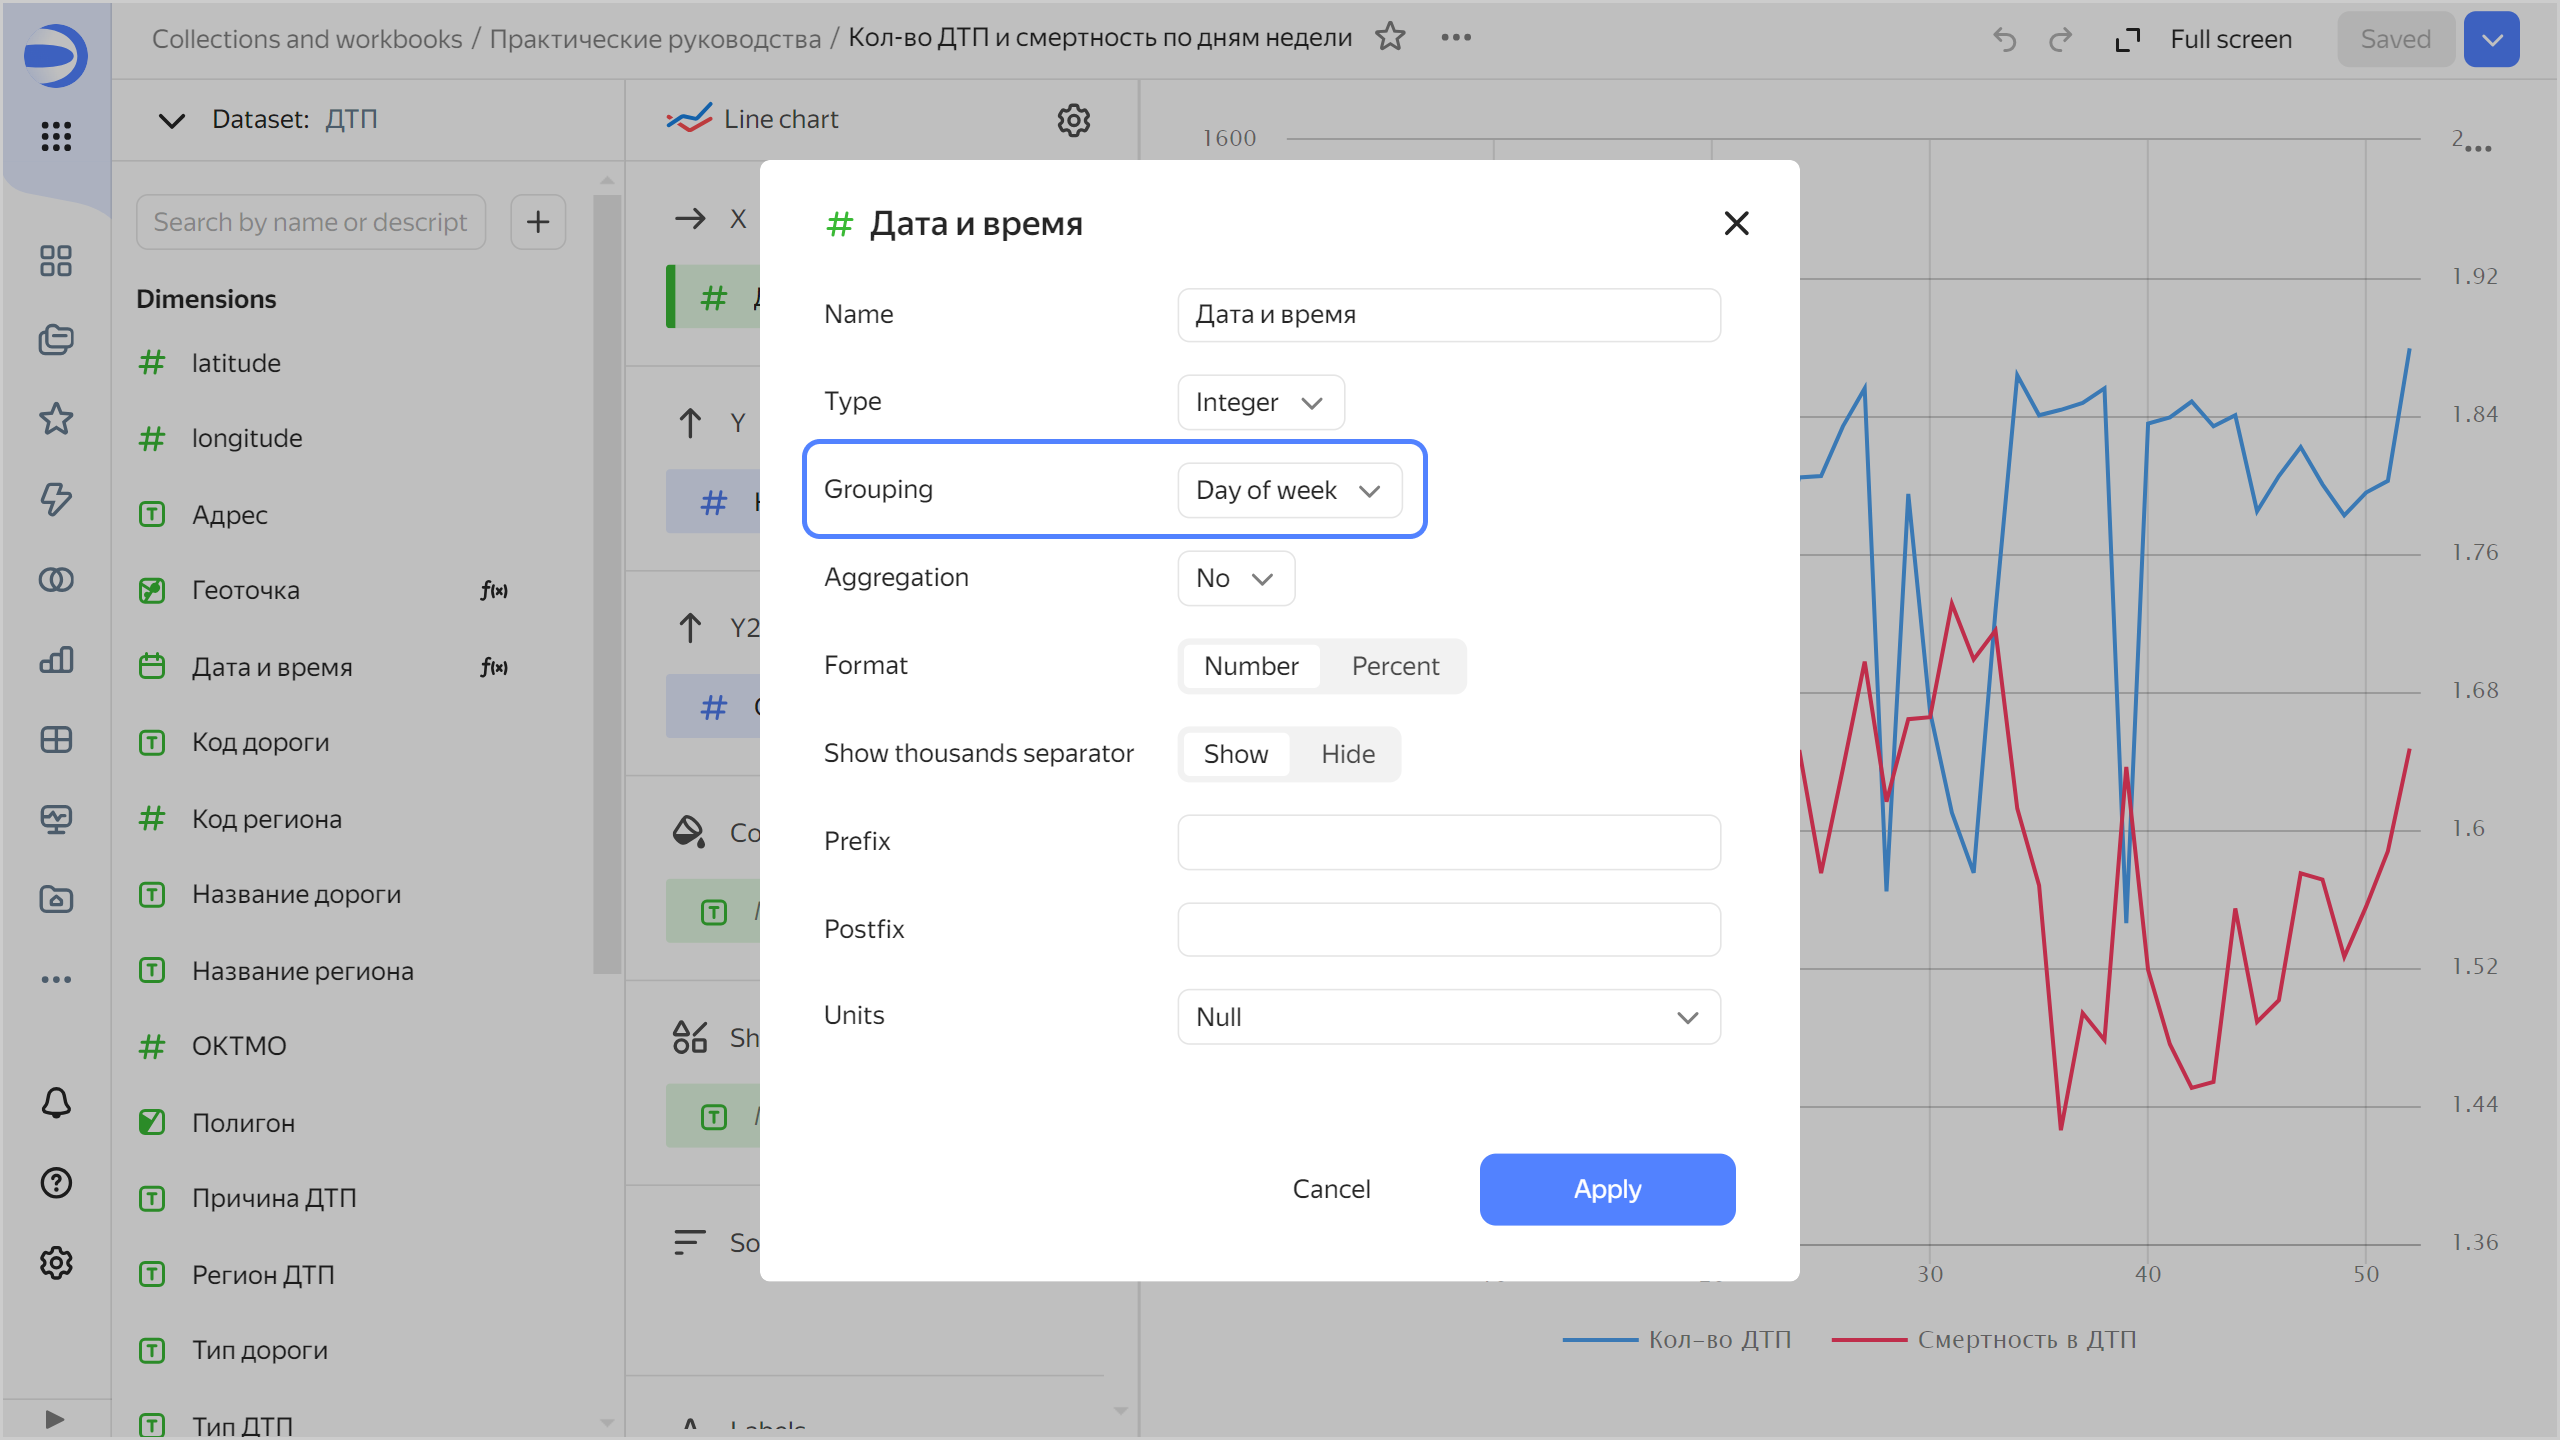 Collections and workbooks / Практические руководства / Кол-во ДТП и смертность по дням недели
Full screen
Saved
Dataset: ДТП
Search by name or descript
Dimensions
latitude
longitude
Адрес
Геоточка
f(x)
Дата и время
f(x)
Код дороги
Код региона
Название дороги
Название региона
ОКТМО
Полигон
Причина ДТП
Регион ДТП
Тип дороги
Тип ДТП
Line chart
X
Y
Y2
Co
Sh
So
Labels
Дата и время
Name
Дата и время
Type
Integer
Grouping
Day of week
Aggregation
No
Format
Number
Percent
Show thousands separator
Show
Hide
Prefix
Postfix
Units
Null
Cancel
Apply
1600
2
1.92
1.84
1.76
1.68
1.6
1.52
1.44
1.36
30
40
50
Кол-во ДТП
Смертность в ДТП